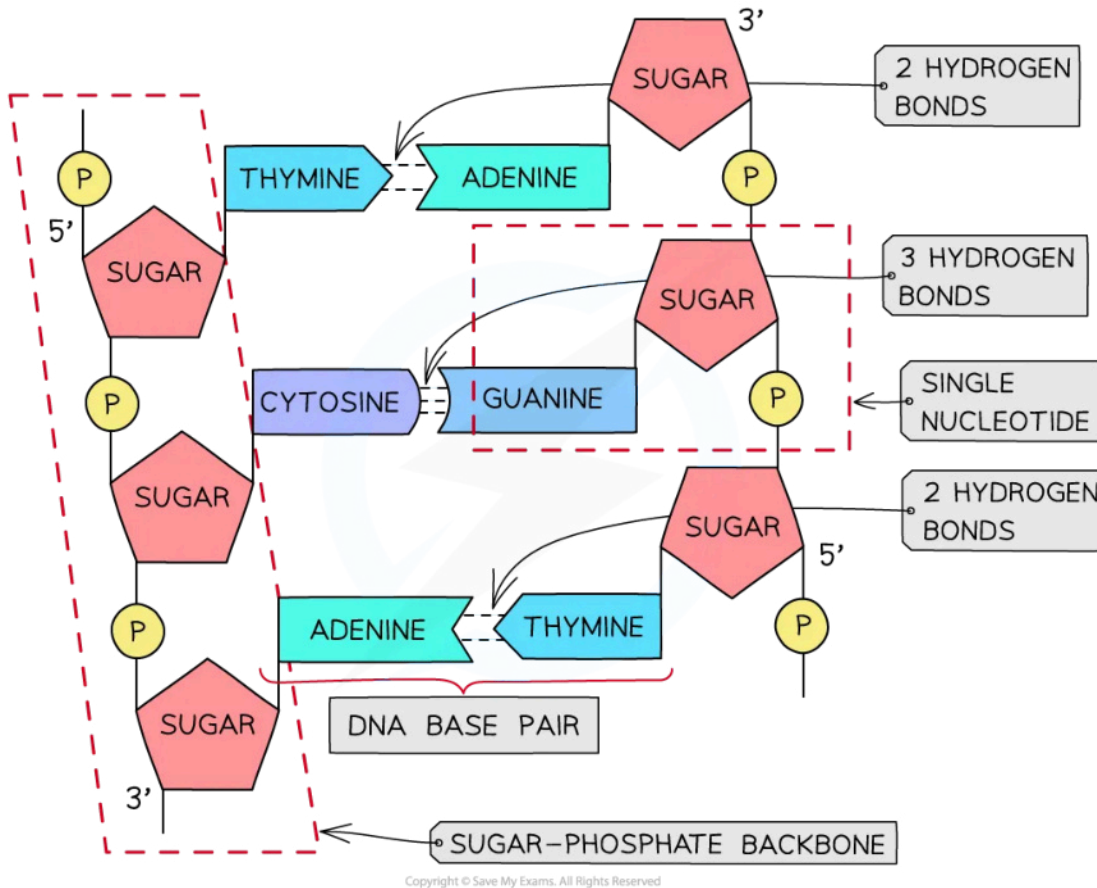 3’
SUGAR
2 HYDROGEN
BONDS
P
THYMINE
ADENINE
P
5’
SUGAR
SUGAR
3 HYDROGEN
BONDS
P
CYTOSINE
GUANINE
P
SINGLE
NUCLEOTIDE
SUGAR
SUGAR
2 HYDROGEN
BONDS
5’
P
ADENINE
THYMINE
P
SUGAR
DNA BASE PAIR
3’
SUGAR-PHOSPHATE BACKBONE
Copyright © Save My Exams. All Rights Reserved